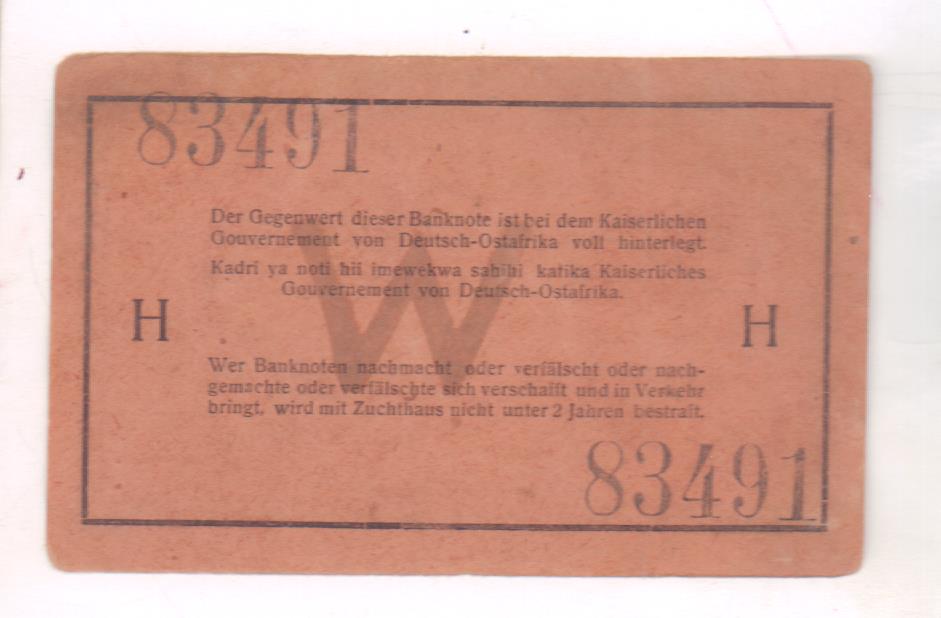 83491
Der Gegenwert dieser Banknote ist bei dem Kaiserlichen
Gouvernement von Deutsch-Ostafrika voll hinterlegt.
Kadri ya noti hii imewekwa sahihi katika Kaiserliches
Gouvernement von Deutsch-Ostafrika.
W
H H
Wer Banknoten nachmacht oder verfälscht oder nach-
gemachte oder verfälschte sich verschafft und in Verkehr
bringt, wird mit Zuchthaus nicht unter 2 Jahren bestraft.
83491